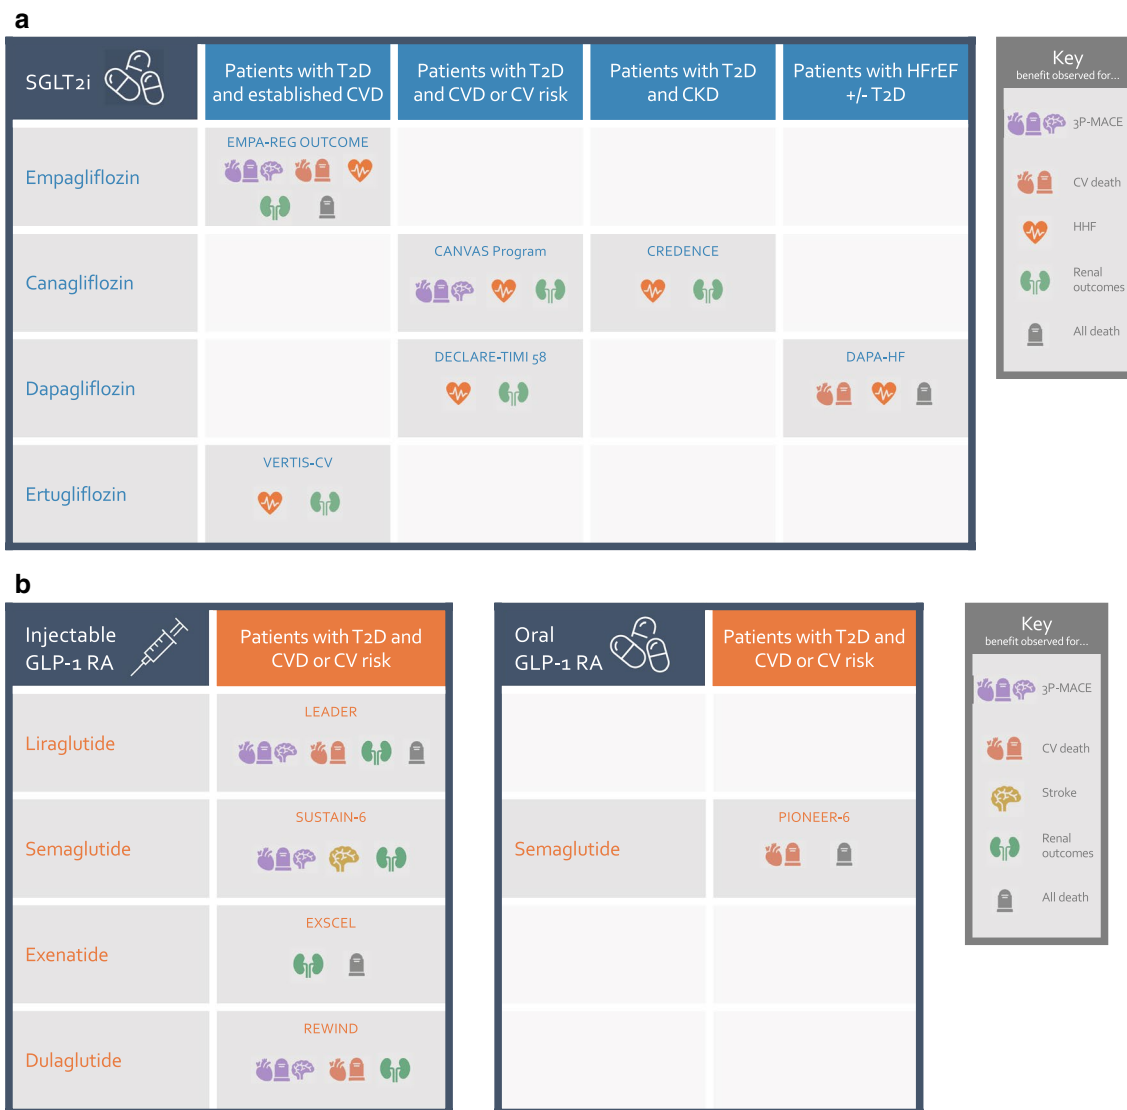 a
SGLT2i
Patients with T2D
and established CVD
Patients with T2D
and CVD or CV risk
Patients with T2D
and CKD
Patients with HFrEF
+/- T2D
Key
benefit observed for...
3P-MACE
CV death
HHF
Renal
outcomes
All death
Empagliflozin
EMPA-REG OUTCOME
Canagliflozin
CANVAS Program
CREDENCE
Dapagliflozin
DECLARE-TIMI 58
DAPA-HF
Ertugliflozin
VERTIS-CV
b
Injectable
GLP-1 RA
Patients with T2D and
CVD or CV risk
Liraglutide
LEADER
Semaglutide
SUSTAIN-6
Exenatide
EXSCEL
Dulaglutide
REWIND
Oral
GLP-1 RA
Patients with T2D and
CVD or CV risk
Semaglutide
PIONEER-6
Key
benefit observed for...
3P-MACE
CV death
Stroke
Renal
outcomes
All death